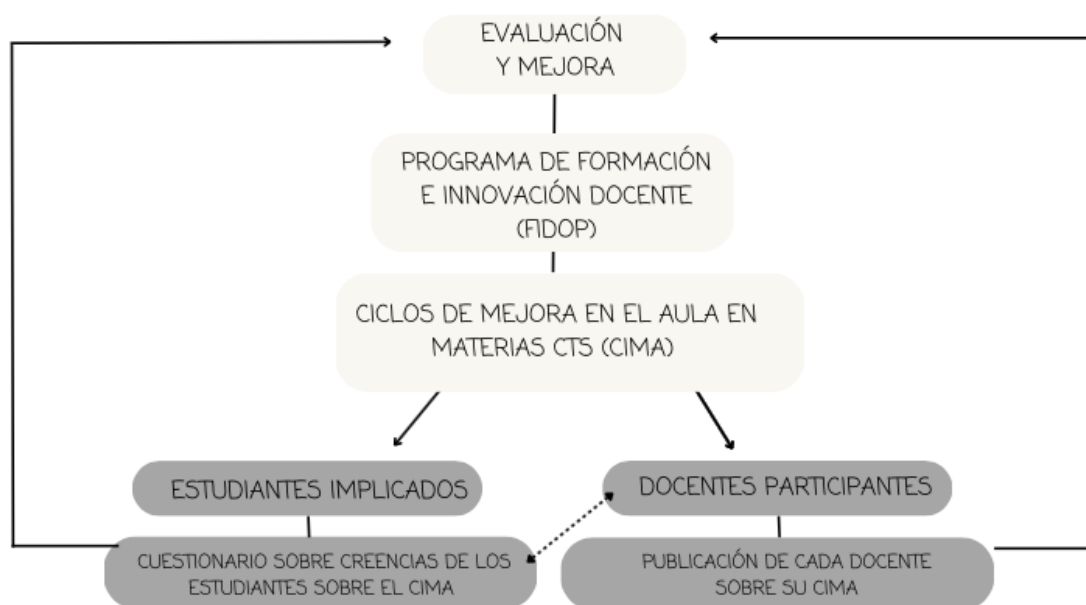 EVALUACIÓN
Y MEJORA
PROGRAMA DE FORMACIÓN
E INNOVACIÓN DOCENTE
(FIDOP)
CICLOS DE MEJORA EN EL AULA EN
MATERIAS CTS (CIMA)
ESTUDIANTES IMPLICADOS
DOCENTES PARTICIPANTES
CUESTIONARIO SOBRE CREENCIAS DE LOS
ESTUDIANTES SOBRE EL CIMA
PUBLICACIÓN DE CADA DOCENTE
SOBRE SU CIMA